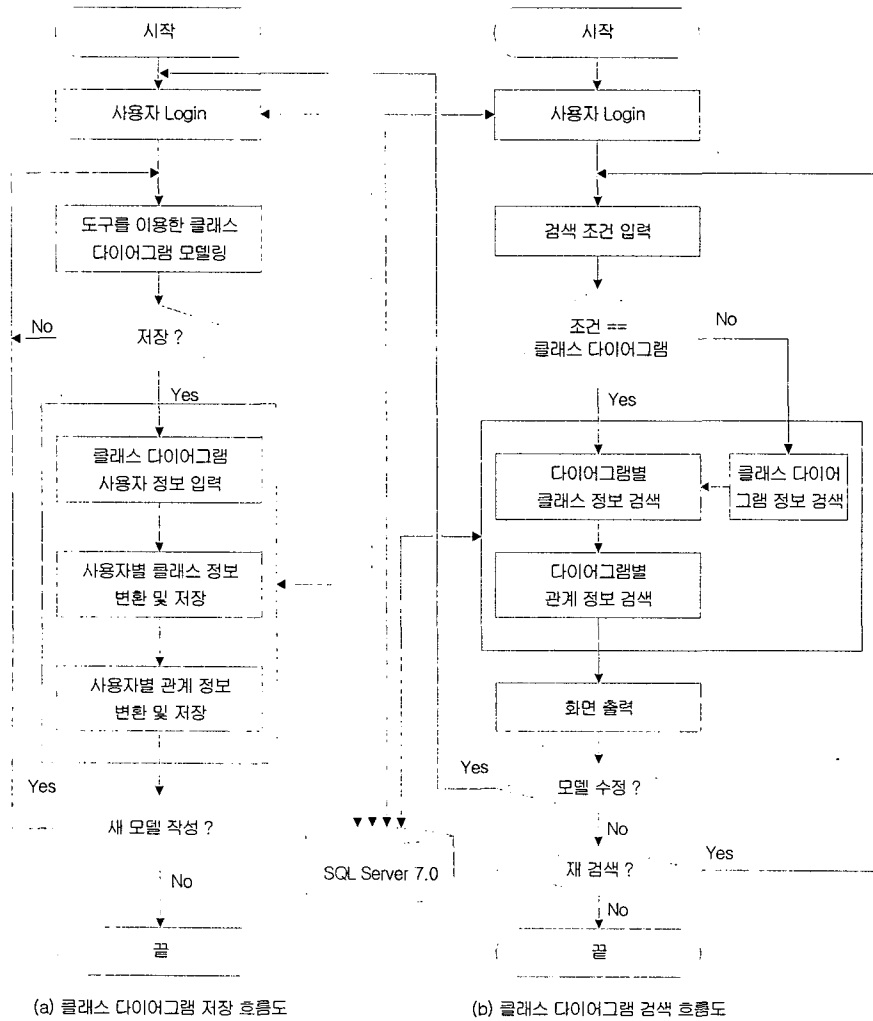 시작
사용자 Login
도구를 이용한 클래스
다이어그램 모델링
저장 ?
No
Yes
클래스 다이어그램
사용자 정보 입력
사용자별 클래스 정보
변환 및 저장
사용자별 관계 정보
변환 및 저장
Yes
새 모델 작성 ?
No
끝
(a) 클래스 다이어그램 저장 흐름도
SQL Server 7.0
시작
사용자 Login
검색 조건 입력
조건 ==
클래스 다이어그램
No
Yes
다이어그램별
클래스 정보 검색
클래스 다이어
그램 정보 검색
다이어그램별
관계 정보 검색
화면 출력
모델 수정 ?
Yes
No
재 검색 ?
Yes
No
끝
(b) 클래스 다이어그램 검색 흐름도